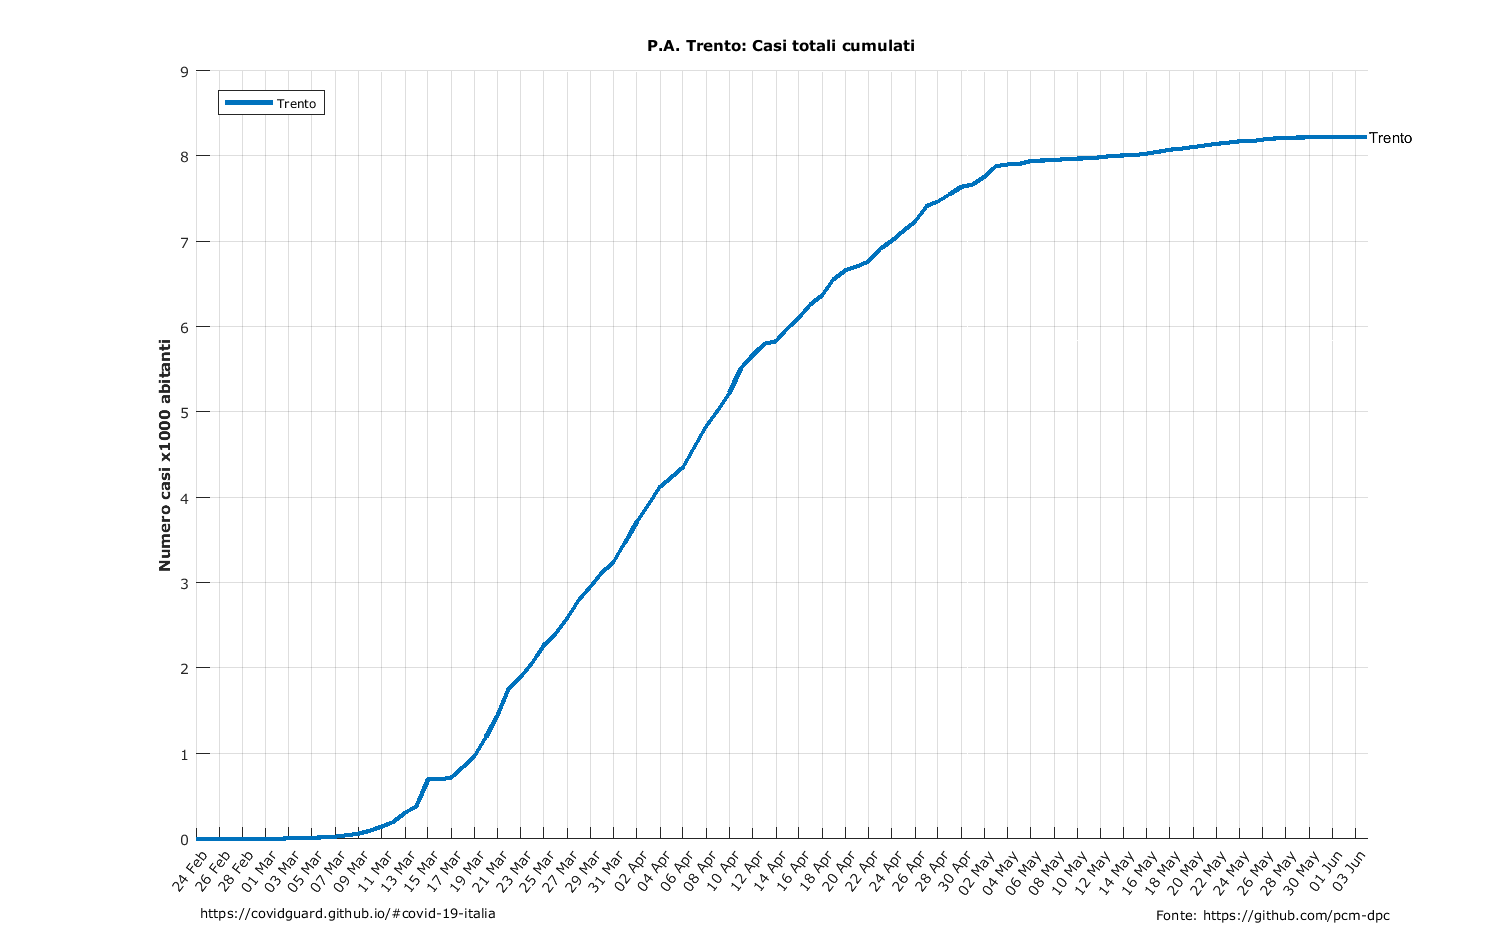 P.A. Trento: Casi totali cumulati
Numero casi x1000 abitanti
9
8
7
6
5
4
3
2
1
0
Trento
Trento
24 Feb
26 Feb
28 Feb
01 Mar
03 Mar
05 Mar
07 Mar
09 Mar
11 Mar
13 Mar
15 Mar
17 Mar
19 Mar
21 Mar
23 Mar
25 Mar
27 Mar
29 Mar
31 Mar
02 Apr
04 Apr
06 Apr
08 Apr
10 Apr
12 Apr
14 Apr
16 Apr
18 Apr
20 Apr
22 Apr
24 Apr
26 Apr
28 Apr
30 Apr
02 May
04 May
06 May
08 May
10 May
12 May
14 May
16 May
18 May
20 May
22 May
24 May
26 May
28 May
30 May
01 Jun
03 Jun
https://covidguard.github.io/#covid-19-italia
Fonte: https://github.com/pcm-dpc